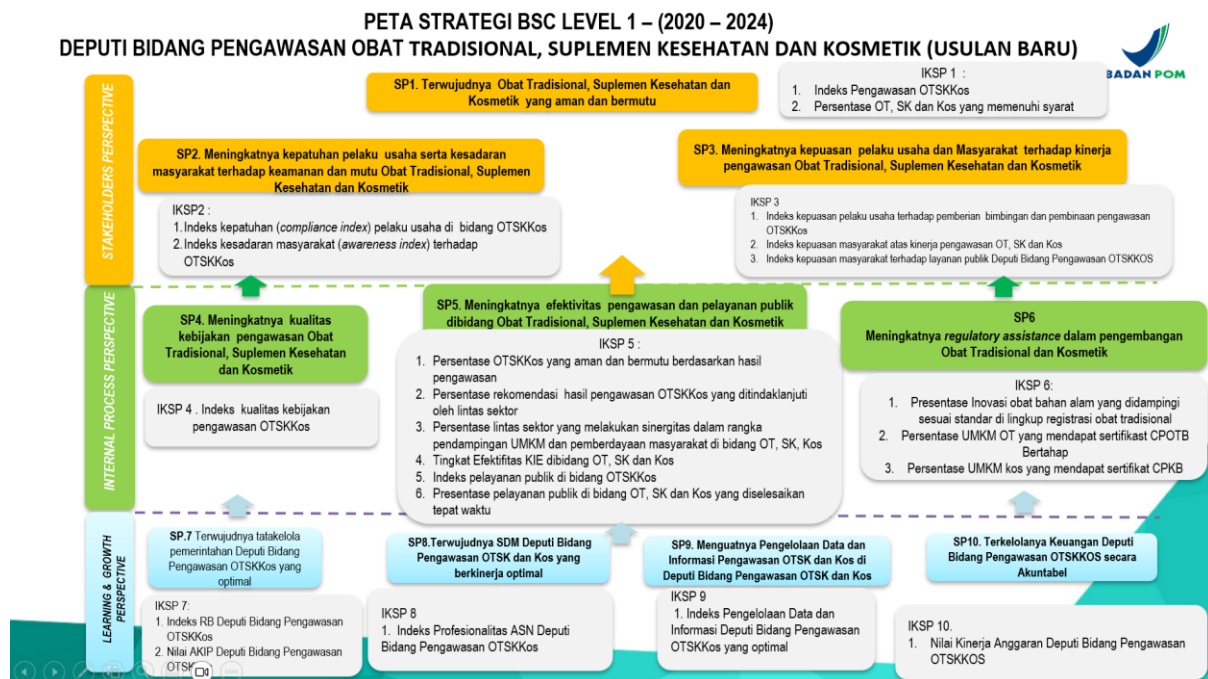 PETA STRATEGI BSC LEVEL 1 – (2020 – 2024)
DEPUTI BIDANG PENGAWASAN OBAT TRADISIONAL, SUPLEMEN KESEHATAN DAN KOSMETIK (USULAN BARU)
BADAN POM
STAKEHOLDERS PERSPECTIVE
SP1. Terwujudnya Obat Tradisional, Suplemen Kesehatan dan
Kosmetik yang aman dan bermutu
IKSP 1 :
1. Indeks Pengawasan OTSKKos
2. Persentase OT, SK dan Kos yang memenuhi syarat
SP2. Meningkatnya kepatuhan pelaku usaha serta kesadaran
masyarakat terhadap keamanan dan mutu Obat Tradisional, Suplemen
Kesehatan dan Kosmetik
IKSP2 :
1. Indeks kepatuhan (compliance index) pelaku usaha di bidang OTSKKos
2. Indeks kesadaran masyarakat (awareness index) terhadap
OTSKKos
SP3. Meningkatnya kepuasan pelaku usaha dan Masyarakat terhadap kinerja
pengawasan Obat Tradisional, Suplemen Kesehatan dan Kosmetik
IKSP 3
1. Indeks kepuasan pelaku usaha terhadap pemberian bimbingan dan pembinaan pengawasan
OTSKKos
2. Indeks kepuasan masyarakat atas kinerja pengawasan OT, SK dan Kos
3. Indeks kepuasan masyarakat terhadap layanan publik Deputi Bidang Pengawasan OTSKKOS
INTERNAL PROCESS PERSPECTIVE
SP4. Meningkatnya kualitas
kebijakan pengawasan Obat
Tradisional, Suplemen Kesehatan
dan Kosmetik
IKSP 4 . Indeks kualitas kebijakan
pengawasan OTSKKos
SP5. Meningkatnya efektivitas pengawasan dan pelayanan publik
dibidang Obat Tradisional, Suplemen Kesehatan dan Kosmetik
IKSP 5 :
1. Persentase OTSKKos yang aman dan bermutu berdasarkan hasil
pengawasan
2. Persentase rekomendasi hasil pengawasan OTSKKos yang ditindaklanjuti
oleh lintas sektor
3. Persentase lintas sektor yang melakukan sinergitas dalam rangka
pendampingan UMKM dan pemberdayaan masyarakat di bidang OT, SK, Kos
4. Tingkat Efektifitas KIE dibidang OT, SK dan Kos
5. Indeks pelayanan publik di bidang OTSKKos
6. Presentase pelayanan publik di bidang OT, SK dan Kos yang diselesaikan
tepat waktu
SP6
Meningkatnya regulatory assistance dalam pengembangan
Obat Tradisional dan Kosmetik
IKSP 6:
1. Presentase Inovasi obat bahan alam yang didampingi
sesuai standar di lingkup registrasi obat tradisional
2. Persentase UMKM OT yang mendapat sertifikast CPOTB
Bertahap
3. Persentase UMKM kos yang mendapat sertifikat CPKB
LEARNING & GROWTH
PERSPECTIVE
SP.7 Terwujudnya tatakelola
pemerintahan Deputi Bidang
Pengawasan OTSKKos yang
optimal
IKSP 7:
1. Indeks RB Deputi Bidang Pengawasan
OTSKKos
2. Nilai AKIP Deputi Bidang Pengawasan
SP8.Terwujudnya SDM Deputi Bidang
Pengawasan OTSK dan Kos yang
berkinerja optimal
IKSP 8
1. Indeks Profesionalitas ASN Deputi
Bidang Pengawasan OTSKKos
SP9. Menguatnya Pengelolaan Data dan
Informasi Pengawasan OTSK dan Kos di
Deputi Bidang Pengawasan OTSK dan Kos
IKSP 9
1. Indeks Pengelolaan Data dan
Informasi Deputi Bidang Pengawasan
OTSKKos yang optimal
SP10. Terkelolanya Keuangan Deputi
Bidang Pengawasan OTSKKOS secara
Akuntabel
IKSP 10.
1. Nilai Kinerja Anggaran Deputi Bidang Pengawasan
OTSKKOS